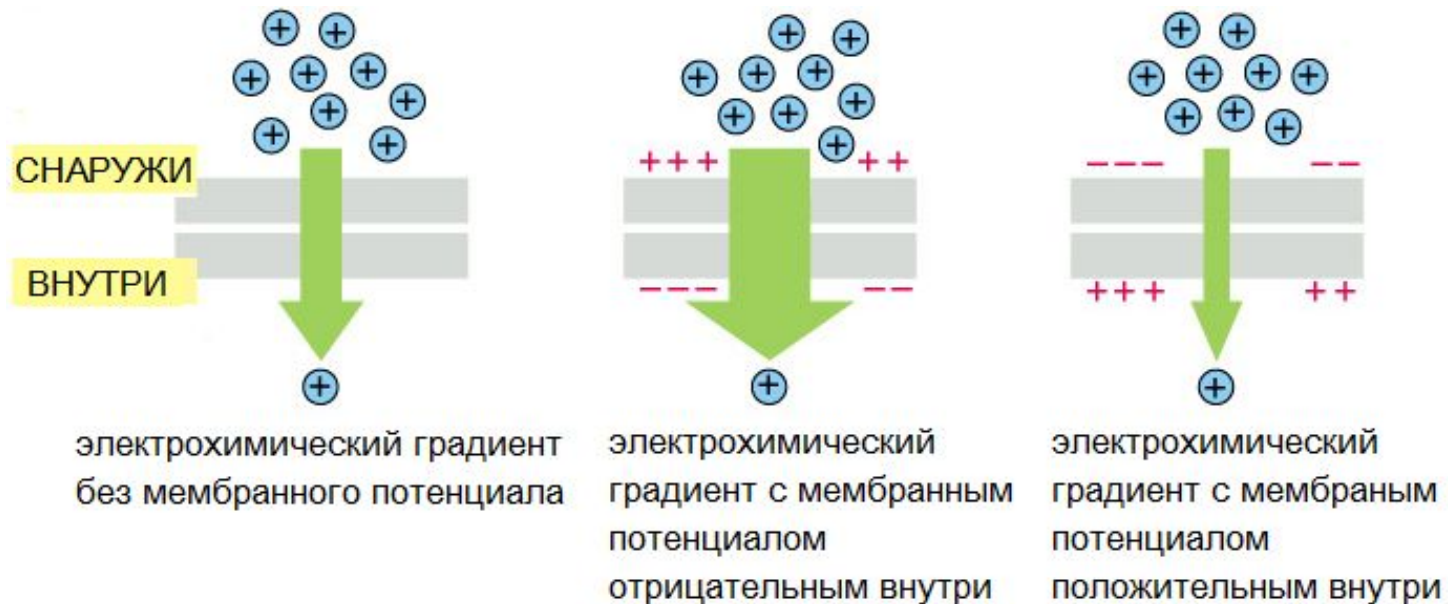 СНАРУЖИ
ВНУТРИ
+++
++
–––
––
–––
––
+++
++
электрохимический градиент
без мембранного потенциала
электрохимический
градиент с мембранным
потенциалом
отрицательным внутри
электрохимический
градиент с мембраным
потенциалом
положительным внутри